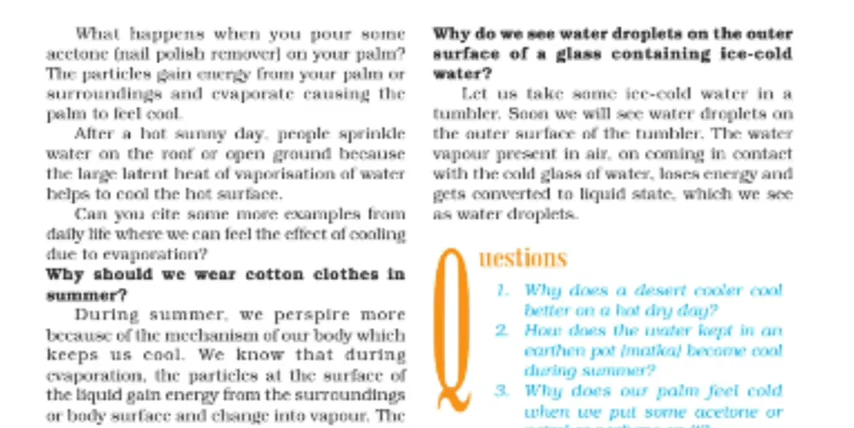 What happens when you pour some
acetone (nail polish remover) on your palm?
The particles gain energy from your palm or
surroundings and evaporate causing the
palm to feel cool.
After a hot sunny day, people sprinkle
water on the roof or open ground because
the large latent heat of vaporisation of water
helps to cool the hot surface.
Can you cite some more examples from
daily life where we can feel the effect of cooling
due to evaporation?
Why should we wear cotton clothes in
summer?
During summer, we perspire more
because of the mechanism of our body which
keeps us cool. We know that during
evaporation, the particles at the surface of
the liquid gain energy from the surroundings
or body surface and change into vapour. The
Why do we see water droplets on the outer
surface of a glass containing ice-cold
water?
Let us take some ice-cold water in a
tumbler. Soon we will see water droplets on
the outer surface of the tumbler. The water
vapour present in air, on coming in contact
with the cold glass of water, loses energy and
gets converted to liquid state, which we see
as water droplets.
Questions
1. Why does a desert cooler cool
better on a hot dry day?
2. How does the water kept in an
earthen pot (matka) become cool
during summer?
3. Why does our palm feel cold
when we put some acetone or